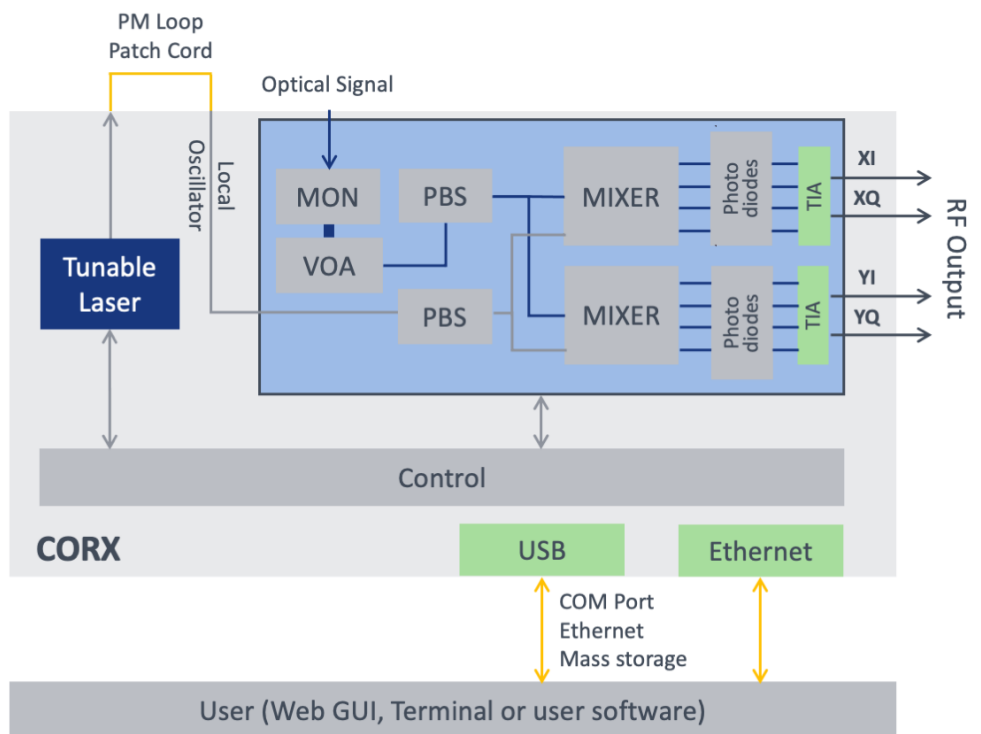 PM Loop
Patch Cord
Optical Signal
Local
Oscillator
Tunable
Laser
MON
VOA
PBS
PBS
MIXER
MIXER
Photo
diodes
Photo
diodes
TIA
TIA
XI
XQ
YI
YQ
RF Output
Control
CORX
USB
Ethernet
COM Port
Ethernet
Mass storage
User (Web GUI, Terminal or user software)